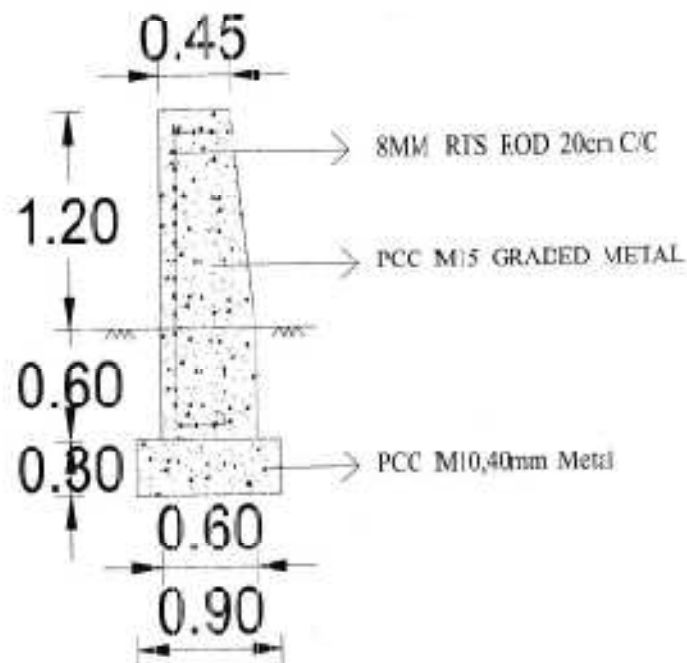 0.45
8MM RTS ROD 20cm C/C
1.20
PCC M15 GRADED METAL
0.60
0.30
PCC M10,40mm Metal
0.60
0.90